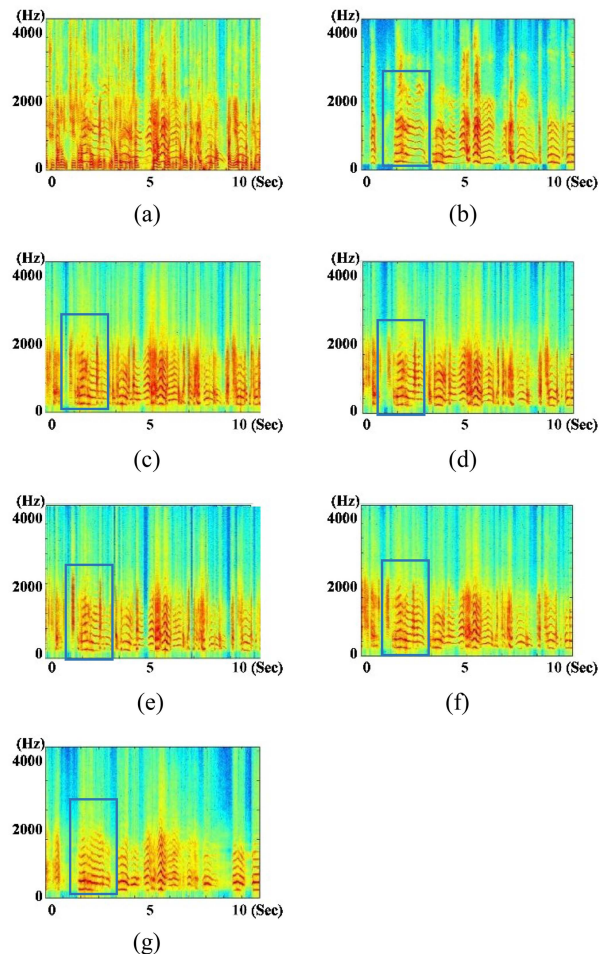 (Hz) (Hz)
4000 4000
2000 2000
0 0
0 5 10 (Sec) 0 5 10 (Sec)
(a) (b)
(Hz) (Hz)
4000 4000
2000 2000
0 0
0 5 10 (Sec) 0 5 10 (Sec)
(c) (d)
(Hz) (Hz)
4000 4000
2000 2000
0 0
0 5 10 (Sec) 0 5 10 (Sec)
(e) (f)
(Hz)
4000
2000
0
0 5 10 (Sec)
(g)